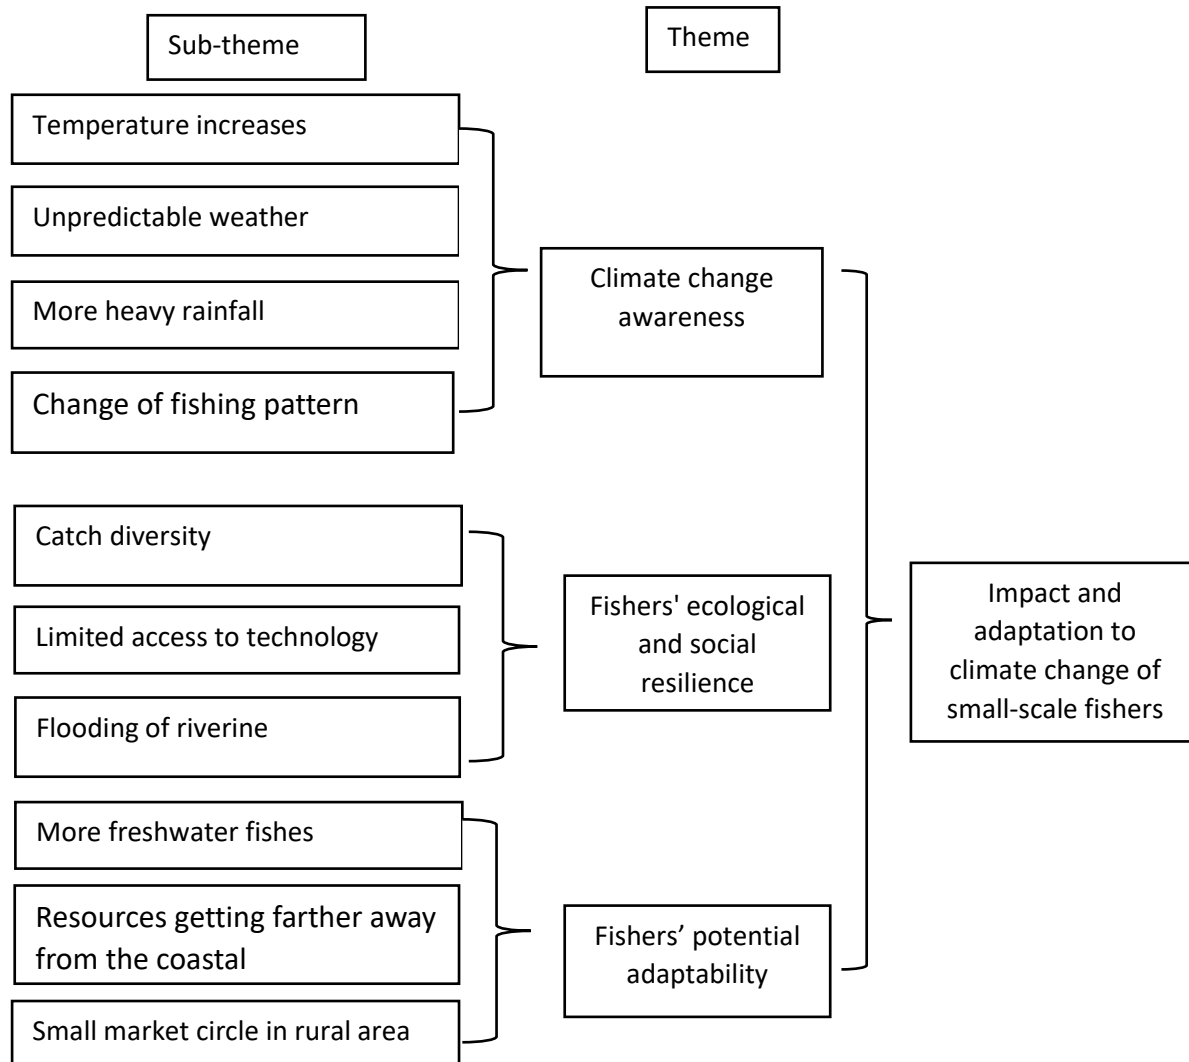 Sub-theme
Theme
Temperature increases
Unpredictable weather
More heavy rainfall
Change of fishing pattern
Climate change
awareness
Catch diversity
Limited access to technology
Flooding of riverine
Fishers' ecological
and social
resilience
More freshwater fishes
Resources getting farther away
from the coastal
Small market circle in rural area
Fishers’ potential
adaptability
Impact and
adaptation to
climate change of
small-scale fishers